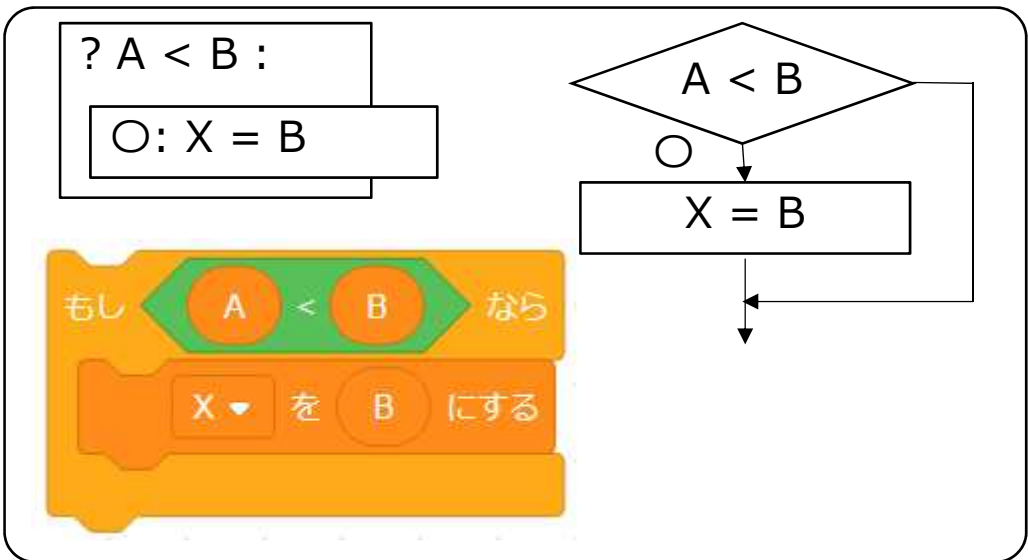 ? A < B :
〇: X = B
A < B
〇
X = B
もし A < B なら
X を B にする